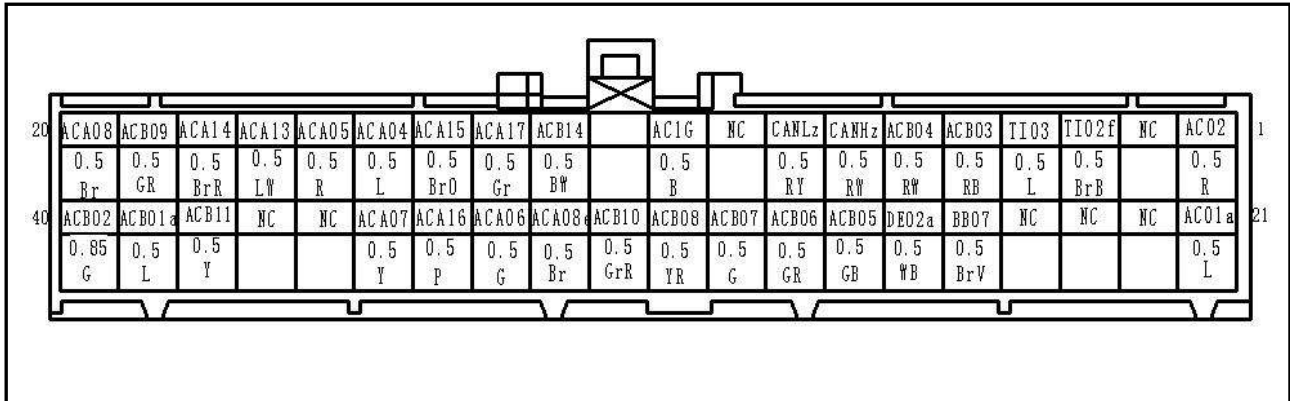 20 ACA08 ACB09 ACA14 ACA13 ACA05 ACA04 ACA15 ACA17 ACB14 AC1G NC CANLz CANHz ACB04 ACB03 TI03 TI02f NC AC02 1
0.5 0.5 0.5 0.5 0.5 0.5 0.5 0.5 0.5 0.5 0.5 0.5 0.5 0.5 0.5 0.5 0.5
Br GR BrR LW R L BrO Gr BW B RY RW RW RB L BrB R
40 ACB02 ACB01a ACB11 NC NC ACA07 ACA16 ACA06 ACA08 ACB10 ACB08 ACB07 ACB06 ACB05 DE02a BB07 NC NC NC AC01a 21
0.85 0.5 0.5 0.5 0.5 0.5 0.5 0.5 0.5 0.5 0.5 0.5 0.5 0.5 0.5
G L Y Y P G Br GrR YR G GR GB WB BrV L